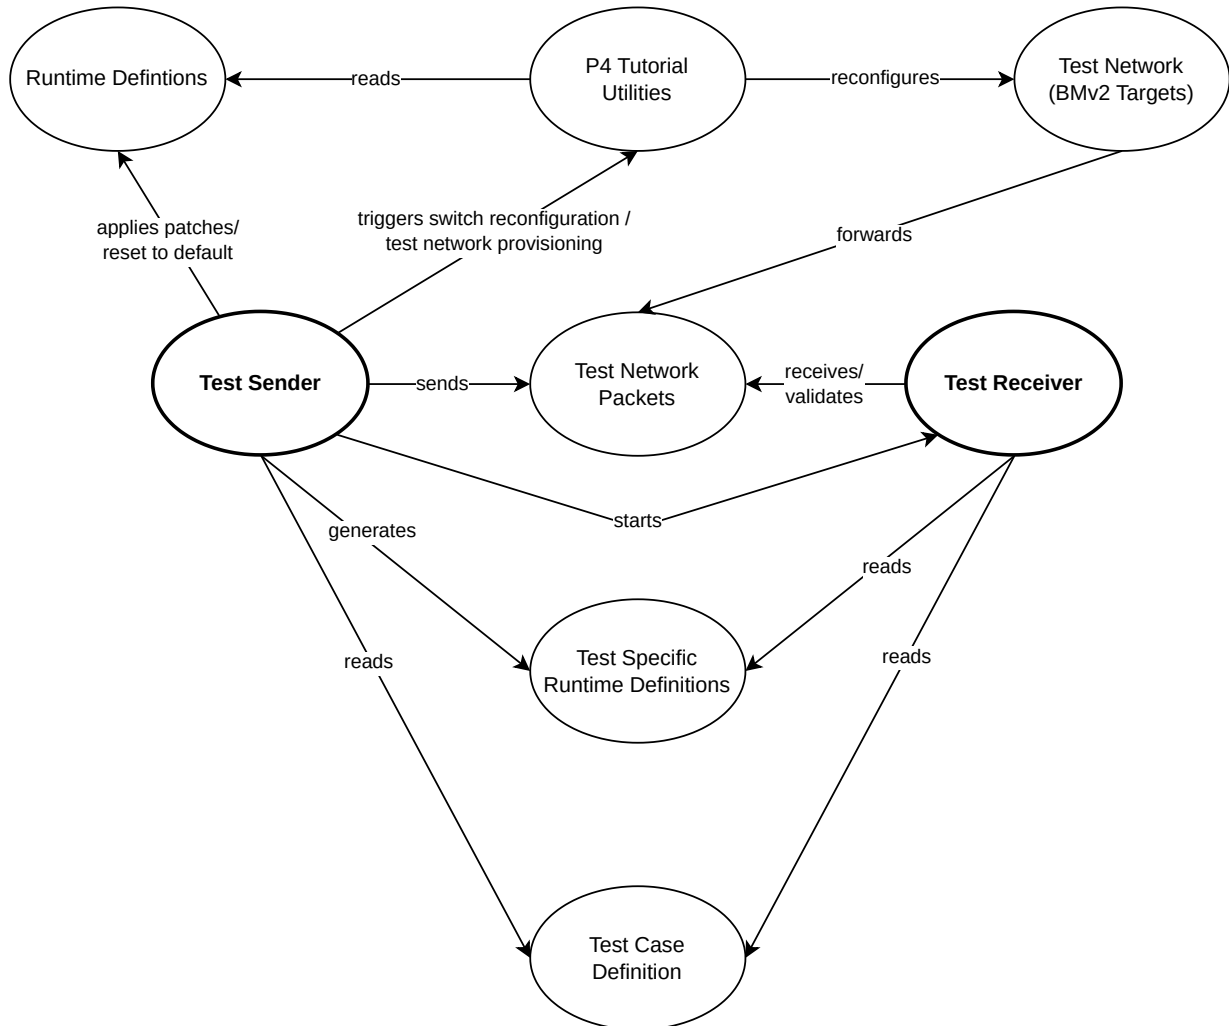 Runtime Defintions
reads
P4 Tutorial
Utilities
reconfigures
Test Network
(BMv2 Targets)
applies patches/
reset to default
triggers switch reconfiguration /
test network provisioning
forwards
Test Sender
sends
Test Network
Packets
receives/
validates
Test Receiver
starts
generates
reads
Test Specific
Runtime Definitions
reads
reads
Test Case
Definition